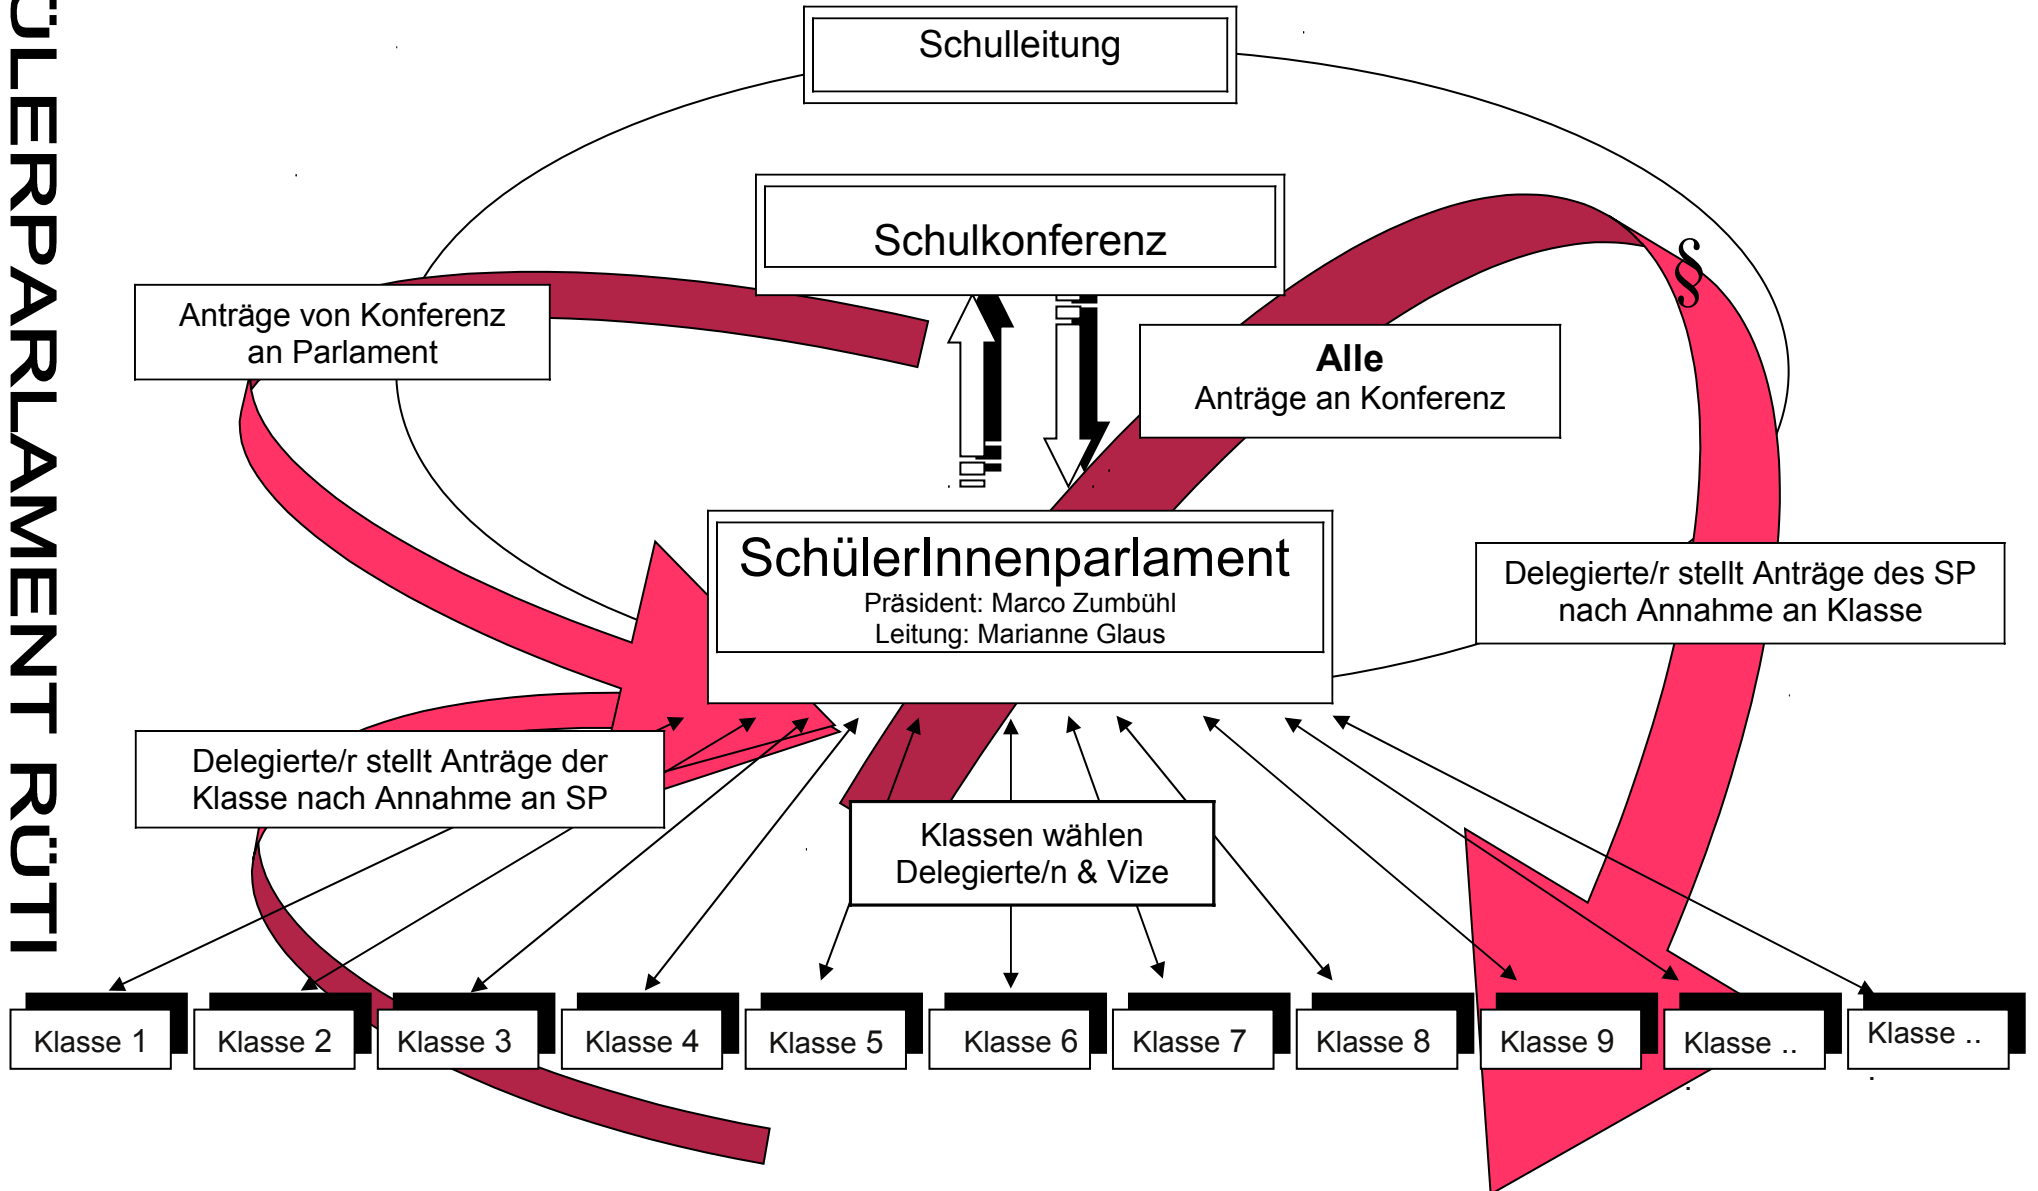 ÜLERPARLAMENT RÜTI
Schulleitung
Schulkonferenz
§
Anträge von Konferenz
an Parlament
Alle
Anträge an Konferenz
SchülerInnenparlament
Präsident: Marco Zumbühl
Leitung: Marianne Glaus
Delegierte/r stellt Anträge des SP
nach Annahme an Klasse
Delegierte/r stellt Anträge der
Klasse nach Annahme an SP
Klassen wählen
Delegierte/n & Vize
Klasse 1
Klasse 2
Klasse 3
Klasse 4
Klasse 5
Klasse 6
Klasse 7
Klasse 8
Klasse 9
Klasse ..
.
Klasse ..
.